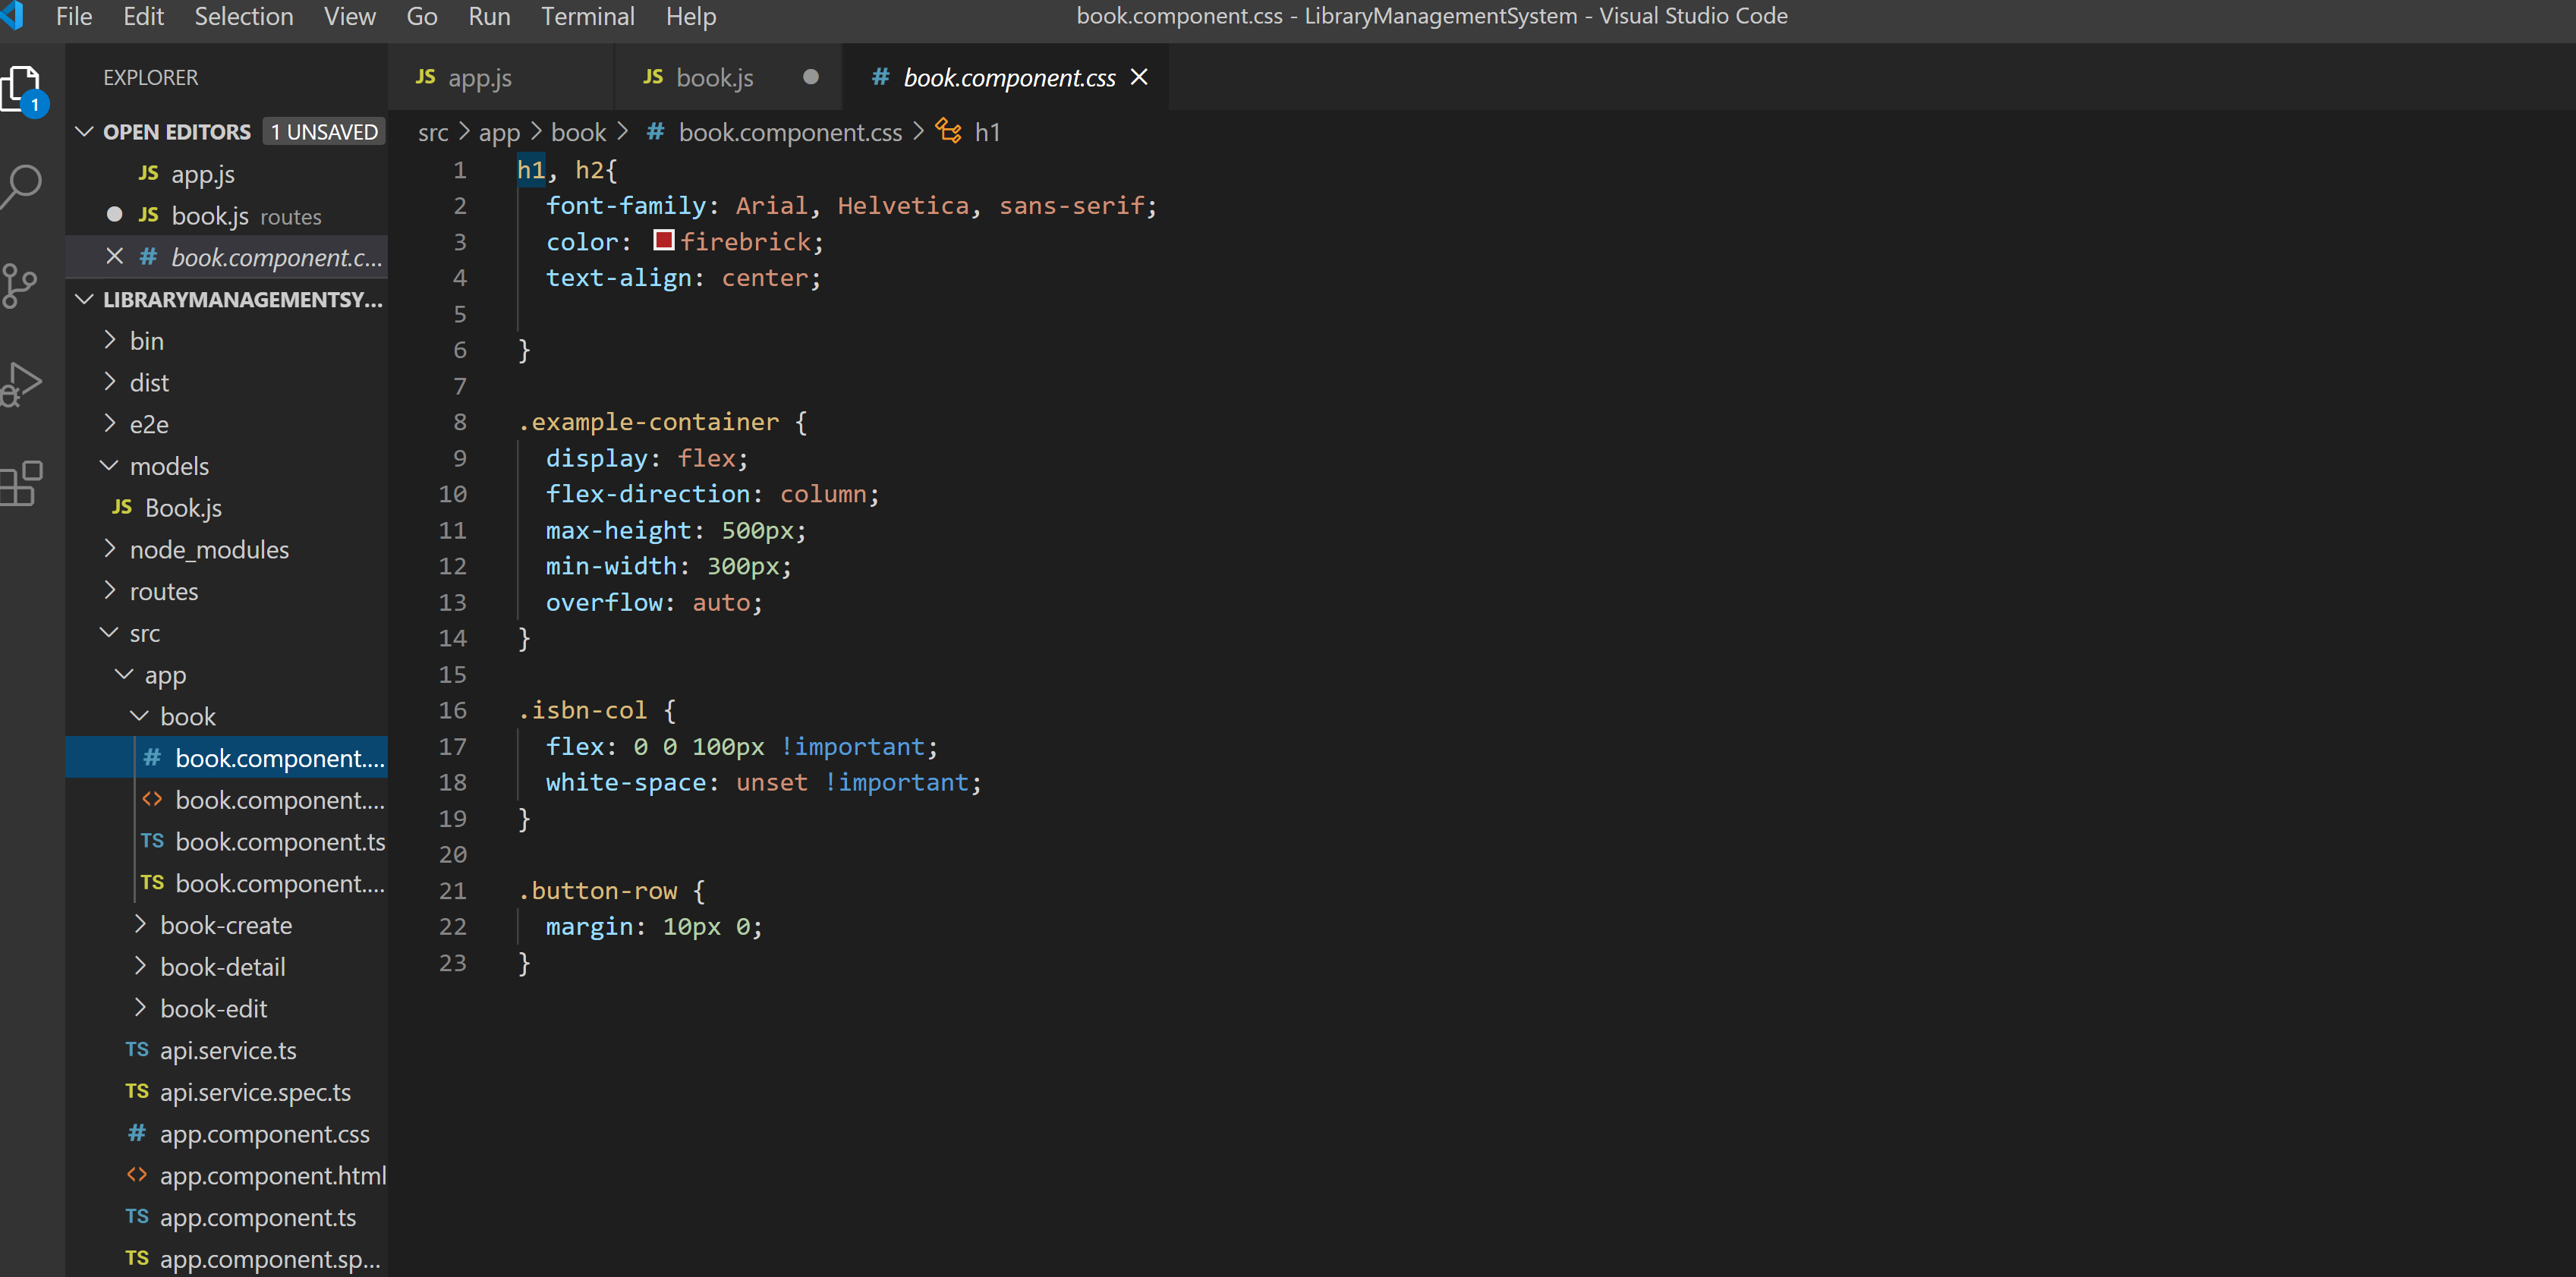 File Edit Selection View Go Run Terminal Help
book.component.css - LibraryManagementSystem - Visual Studio Code
1
EXPLORER
OPEN EDITORS 1 UNSAVED
JS app.js
JS book.js routes
# book.component.c...
LIBRARYMANAGEMENTSY...
bin
dist
e2e
models
JS Book.js
node_modules
routes
src
app
book
# book.component....
<> book.component....
TS book.component.ts
TS book.component....
book-create
book-detail
book-edit
TS api.service.ts
TS api.service.spec.ts
# app.component.css
<> app.component.html
TS app.component.ts
TS app.component.sp...
JS app.js JS book.js # book.component.css
src > app > book > # book.component.css > h1
1 h1, h2{
2 font-family: Arial, Helvetica, sans-serif;
3 color: firebrick;
4 text-align: center;
5
6 }
7
8 .example-container {
9 display: flex;
10 flex-direction: column;
11 max-height: 500px;
12 min-width: 300px;
13 overflow: auto;
14 }
15
16 .isbn-col {
17 flex: 0 0 100px !important;
18 white-space: unset !important;
19 }
20
21 .button-row {
22 margin: 10px 0;
23 }